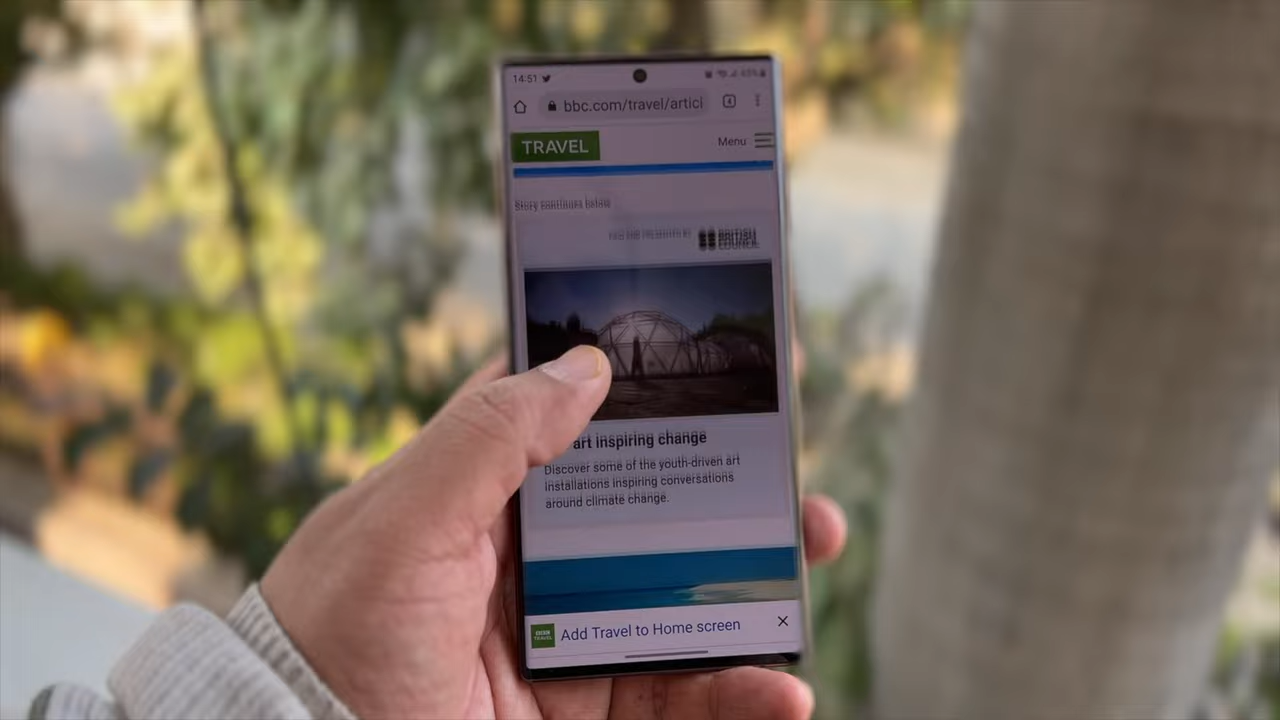 14:51
bbc.com/travel/articl
4
TRAVEL
Menu
Story continues below
BRITISH
COUNCIL
art inspiring change
Discover some of the youth-driven art
installations inspiring conversations
around climate change.
BBC
TRAVEL
Add Travel to Home screen